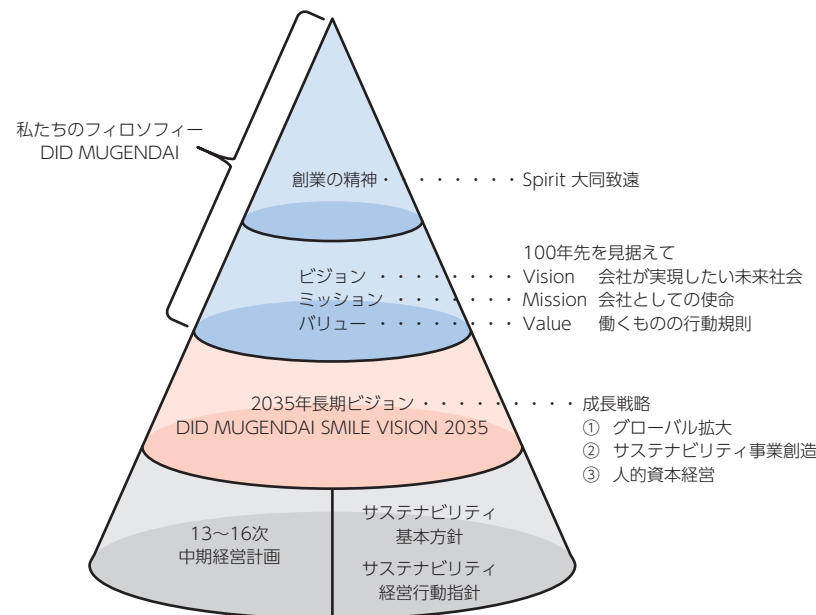 私たちのフィロソフィー
DID MUGENDAI
創業の精神・・・・・・・Spirit 大同致遠
100年先を見据えて
ビジョン・・・・・・・・Vision 会社が実現したい未来社会
ミッション・・・・・・・Mission 会社としての使命
バリュー・・・・・・・・Value 働くものの行動規則
2035年長期ビジョン・・・・・・・・・成長戦略
DID MUGENDAI SMILE VISION 2035
① グローバル拡大
② サステナビリティ事業創造
③ 人的資本経営
13〜16次
中期経営計画
サステナビリティ
基本方針
サステナビリティ
経営行動指針